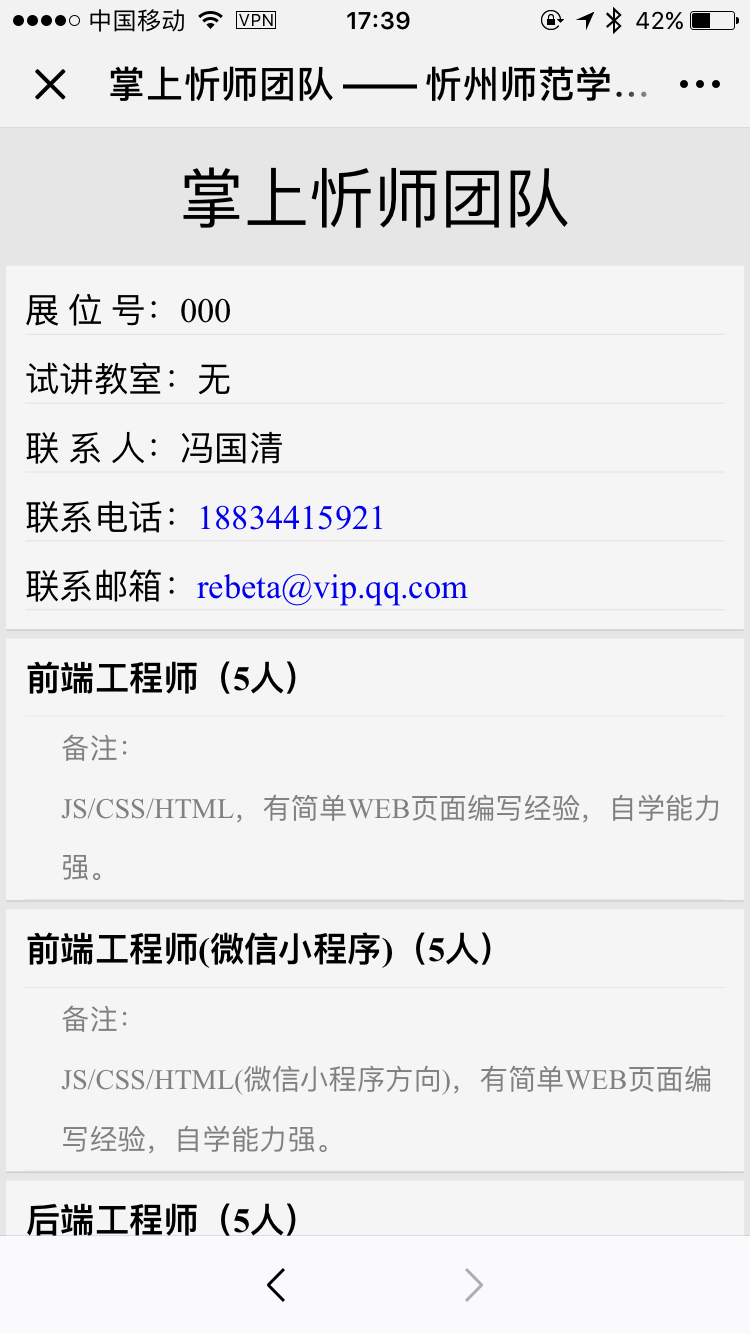 中国移动 VPN 17:39 42%
掌上忻师团队 —— 忻州师范学...
掌上忻师团队
展 位 号：000
试讲教室：无
联 系 人：冯国清
联系电话：18834415921
联系邮箱：rebeta@vip.qq.com
前端工程师（5人）
备注：
JS/CSS/HTML，有简单WEB页面编写经验，自学能力
强。
前端工程师(微信小程序)（5人）
备注：
JS/CSS/HTML(微信小程序方向)，有简单WEB页面编
写经验，自学能力强。
后端工程师（5人）